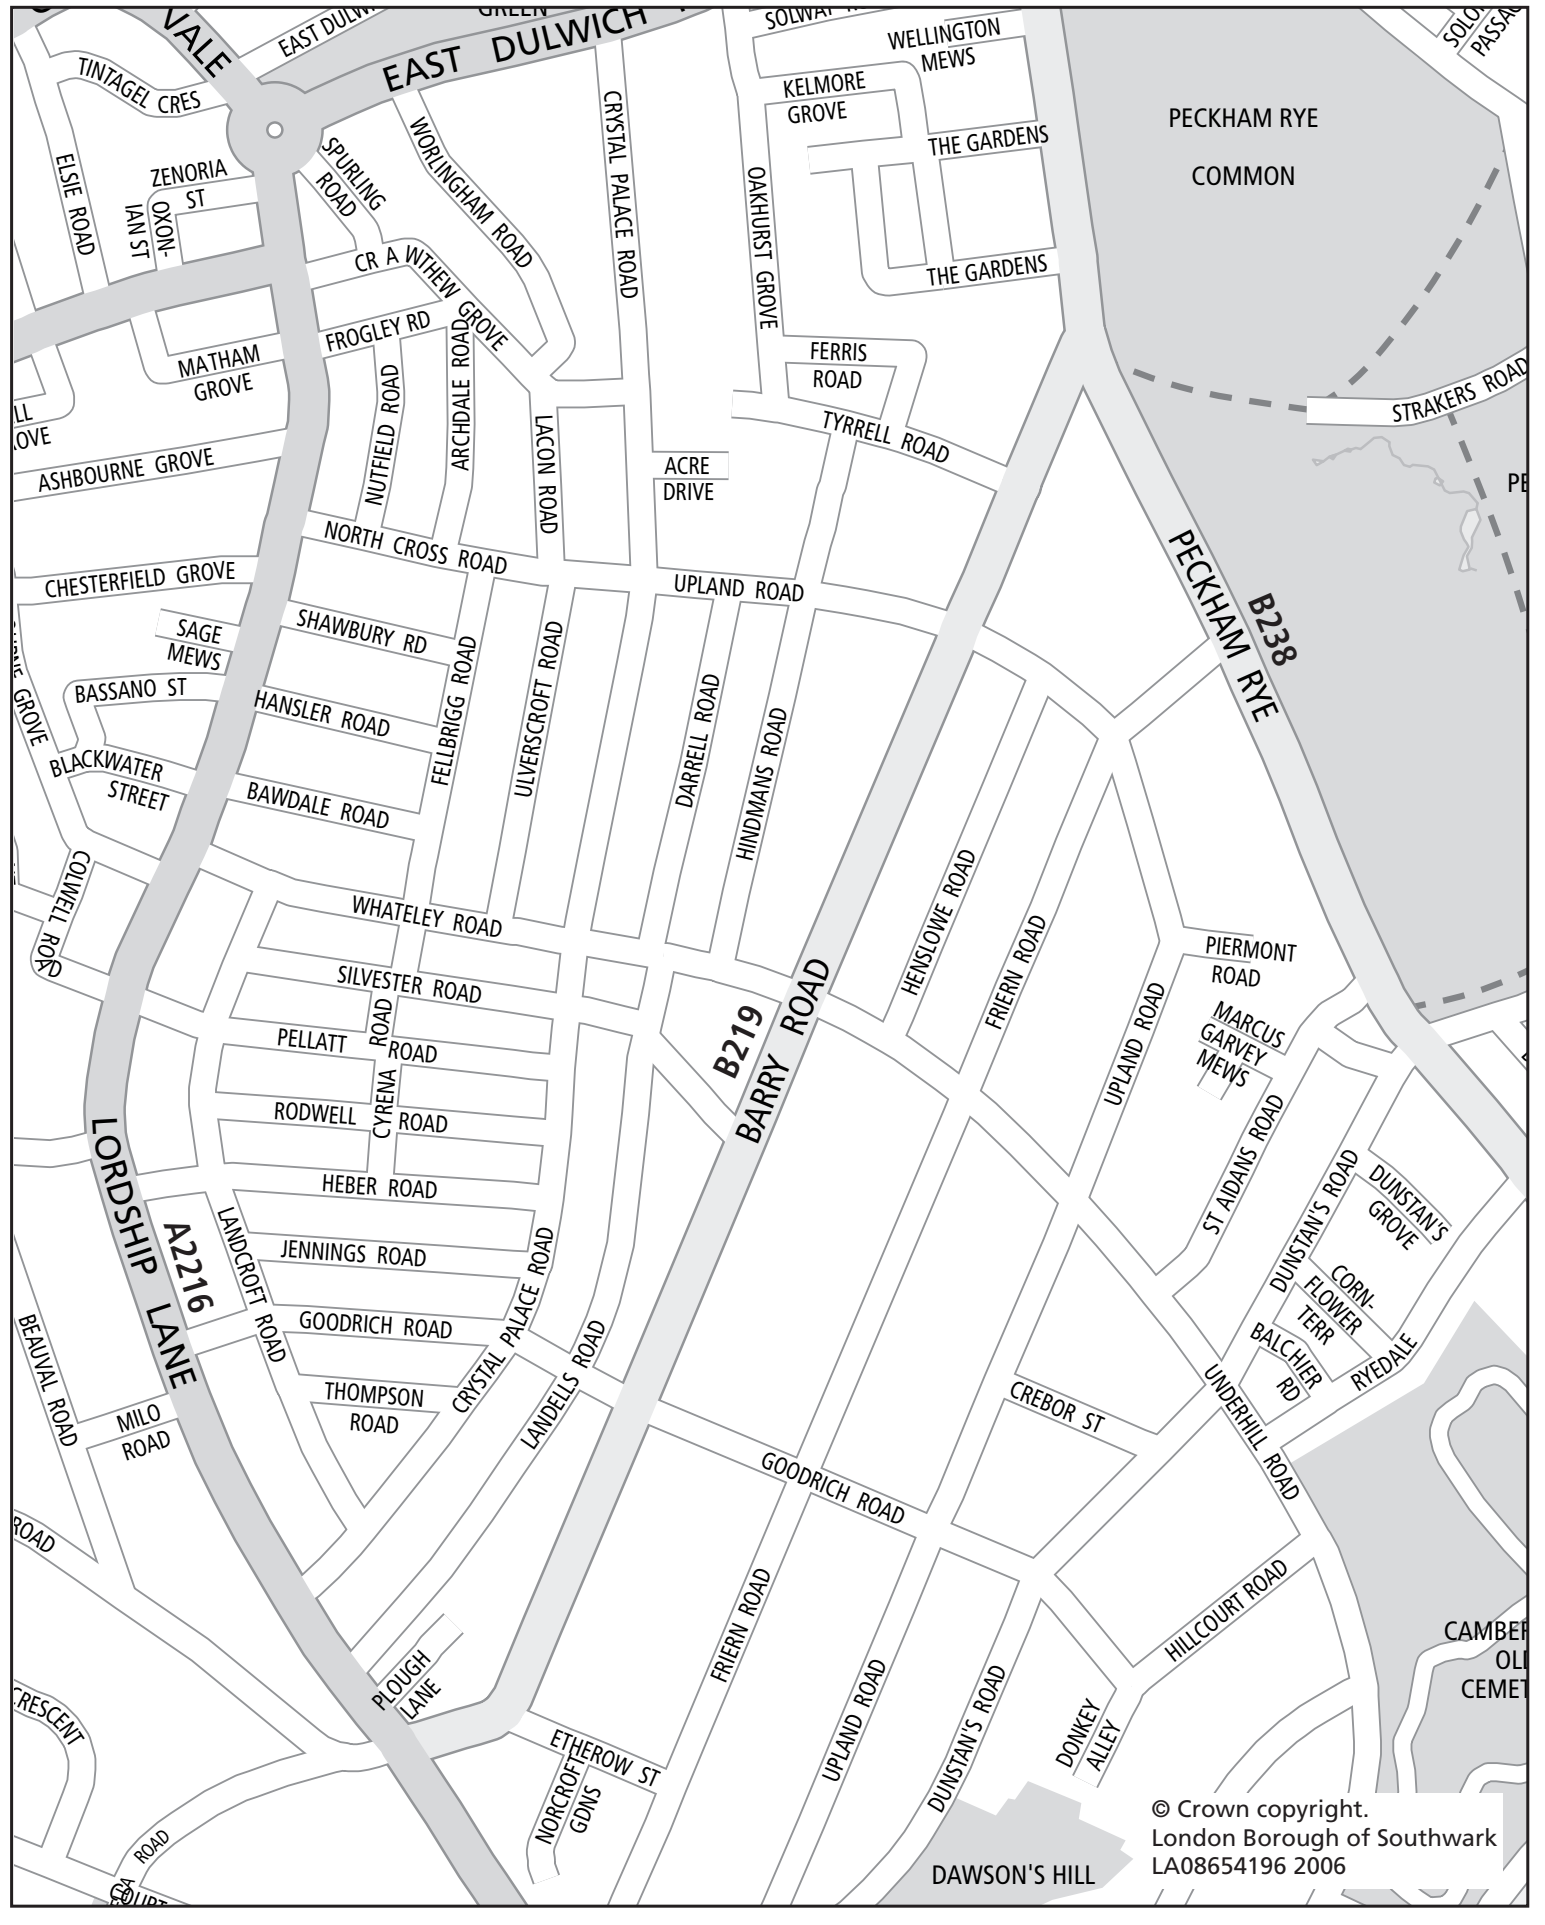 VALE
EAST DULWICH
GREEN
EAST DULWICH
SOLWAY
WELLINGTON
MEWS
KELMORE
GROVE
THE GARDENS
THE GARDENS
PECKHAM RYE
COMMON
PASSAG
TINTAGEL CRES
ELSIE ROAD
ZENORIA
ST
OXON-
IAN ST
SPURLING
ROAD
WORLINGHAM ROAD
CRYSTAL PALACE ROAD
OAKHURST GROVE
CRAWTHEW GROVE
FROGLEY RD
MATHAM
GROVE
NUTFIELD ROAD
ARCHDALE ROAD
LACON ROAD
FERRIS
ROAD
TYRRELL ROAD
STRAKERS ROAD
ASHBOURNE GROVE
ACRE
DRIVE
NORTH CROSS ROAD
UPLAND ROAD
CHESTERFIELD GROVE
SAGE
MEWS
SHAWBURY RD
BASSANO ST
HANSLER ROAD
FELLBRIGG ROAD
ULVERSCROFT ROAD
DARRELL ROAD
HINDMANS ROAD
PECKHAM RYE
B238
GROVE
BLACKWATER
STREET
BAWDALE ROAD
COLWELL ROAD
WHATELEY ROAD
HENSLOWE ROAD
FRIERN ROAD
PIERMONT
ROAD
SILVESTER ROAD
PELLATT ROAD
CYRENA ROAD
RODWELL ROAD
B219
BARRY ROAD
UPLAND ROAD
MARCUS
GARVEY
MEWS
ST AIDANS ROAD
HEBER ROAD
LORDSHIP LANE
A2216
LANDCROFT ROAD
JENNINGS ROAD
GOODRICH ROAD
CRYSTAL PALACE ROAD
LANDELLS ROAD
THOMPSON
ROAD
DUNSTAN'S ROAD
DUNSTAN'S
GROVE
CORN-
FLOWER
TERR
BALCHIER
RD
RYEDALE
UNDERHILL ROAD
CREBOR ST
BEAUVAL ROAD
MILO
ROAD
GOODRICH ROAD
ROAD
HILLCOURT ROAD
FRIERN ROAD
UPLAND ROAD
DUNSTAN'S ROAD
DONKEY
ALLEY
PLOUGH
LANE
CRESCENT
ETHEROW ST
NORCROFT
GDNS
CAMBER
OLD
CEMET
ROAD
COURT
DAWSON'S HILL
© Crown copyright.
London Borough of Southwark
LA08654196 2006